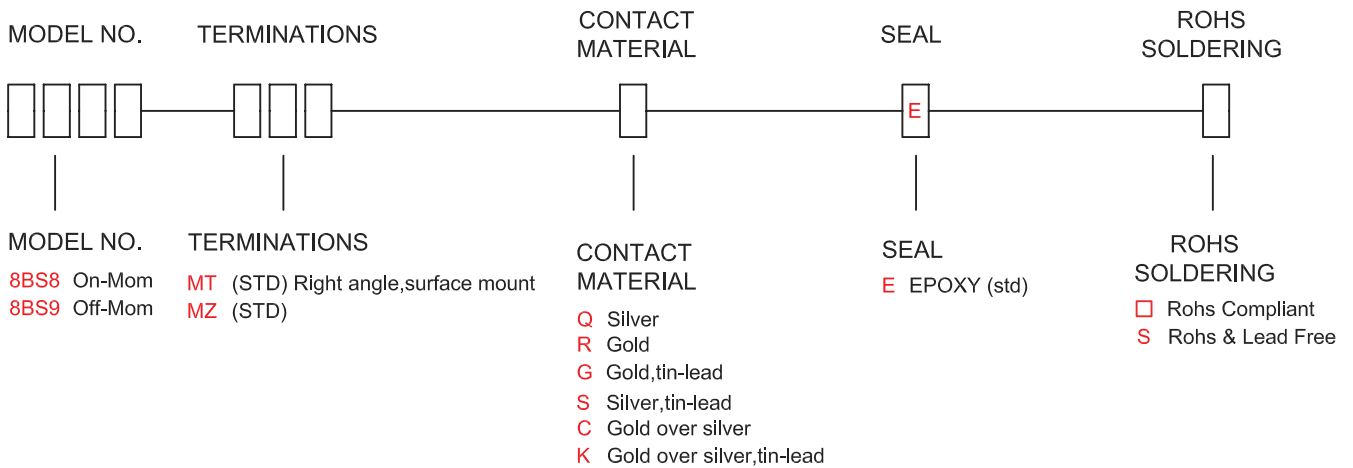 MODEL NO.
TERMINATIONS
CONTACT
MATERIAL
SEAL
ROHS
SOLDERING
E
MODEL NO.
8BS8 On-Mom
8BS9 Off-Mom
TERMINATIONS
MT (STD) Right angle,surface mount
MZ (STD)
CONTACT
MATERIAL
Q Silver
R Gold
G Gold,tin-lead
S Silver,tin-lead
C Gold over silver
K Gold over silver,tin-lead
SEAL
E EPOXY (std)
ROHS
SOLDERING
Rohs Compliant
S Rohs & Lead Free